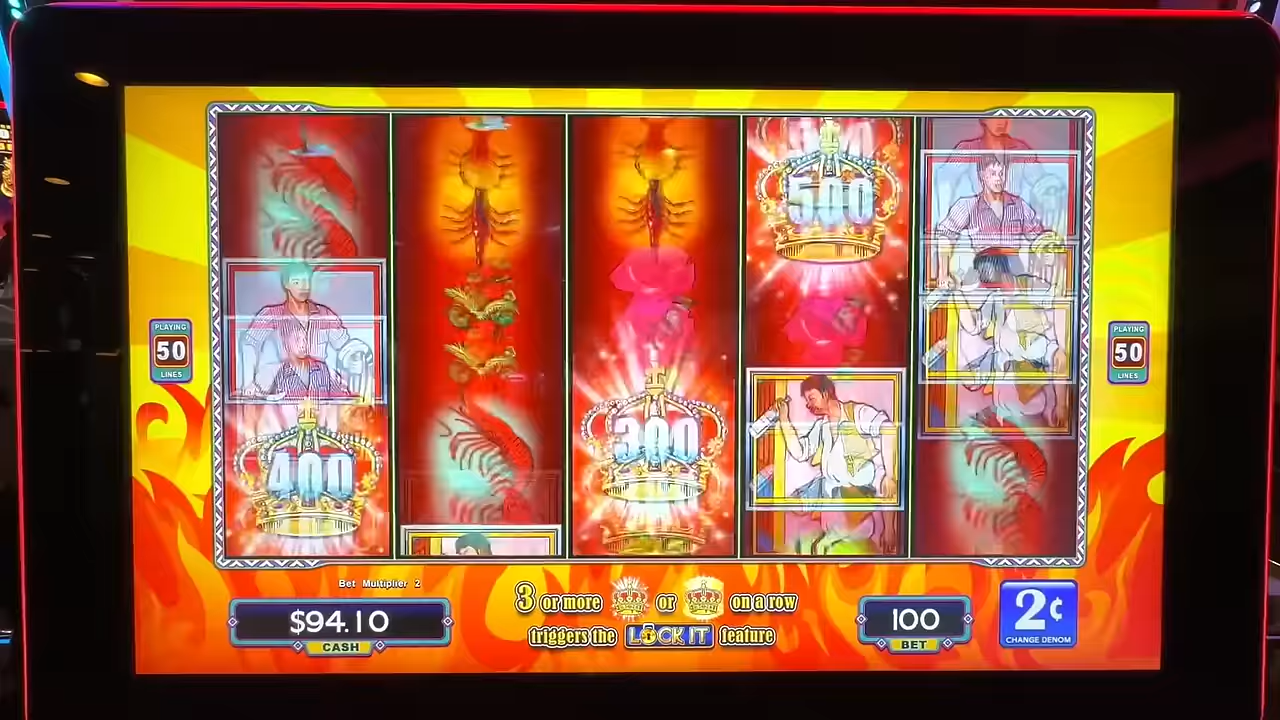 500
PLAYING
50
LINES
PLAYING
50
LINES
300
400
Bet Multiplier 2
$94.10
CASH
3 or more or on a row
triggers the LOCK IT feature
100
BET
2¢
CHANGE DENOM